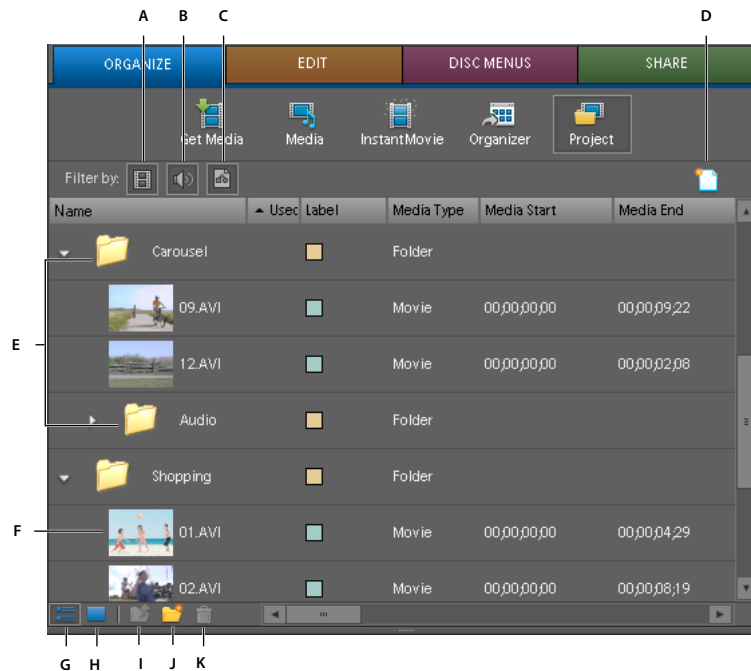 A B C D
ORGANIZE EDIT DISC MENUS SHARE
Get Media Media InstantMovie Organizer Project
Filter by:
Name Used Label Media Type Media Start Media End
Carousel Folder
09.AVI Movie 00;00;00;00 00;00;09;22
E
12.AVI Movie 00;00;00;00 00;00;02;08
Audio Folder
Shopping Folder
F 01.AVI Movie 00;00;00;00 00;00;04;29
02.AVI Movie 00;00;00;00 00;00;08;19
G H I J K